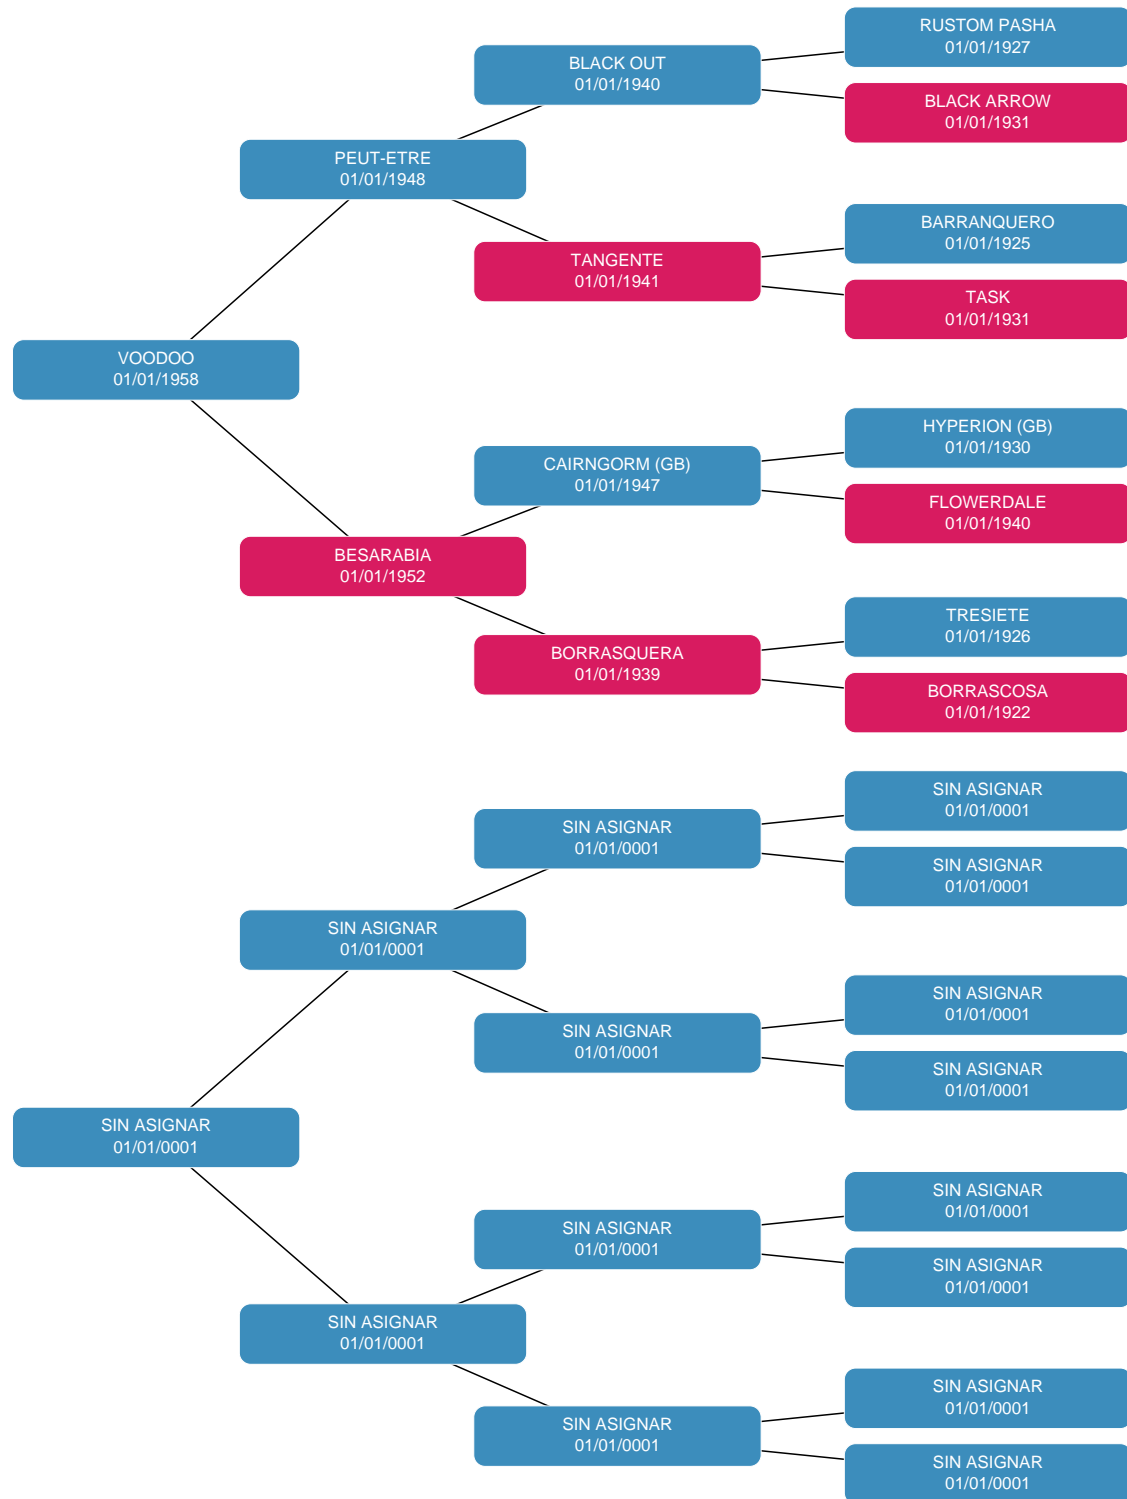 RUSTOM PASHA
01/01/1927
BLACK OUT
01/01/1940
BLACK ARROW
01/01/1931
PEUT-ETRE
01/01/1948
BARRANQUERO
01/01/1925
TANGENTE
01/01/1941
TASK
01/01/1931
VOODOO
01/01/1958
HYPERION (GB)
01/01/1930
CAIRNGORM (GB)
01/01/1947
FLOWERDALE
01/01/1940
BESARABIA
01/01/1952
TRESIETE
01/01/1926
BORRASQUERA
01/01/1939
BORRASCOSA
01/01/1922
SIN ASIGNAR
01/01/0001
SIN ASIGNAR
01/01/0001
SIN ASIGNAR
01/01/0001
SIN ASIGNAR
01/01/0001
SIN ASIGNAR
01/01/0001
SIN ASIGNAR
01/01/0001
SIN ASIGNAR
01/01/0001
SIN ASIGNAR
01/01/0001
SIN ASIGNAR
01/01/0001
SIN ASIGNAR
01/01/0001
SIN ASIGNAR
01/01/0001
SIN ASIGNAR
01/01/0001
SIN ASIGNAR
01/01/0001
SIN ASIGNAR
01/01/0001
SIN ASIGNAR
01/01/0001